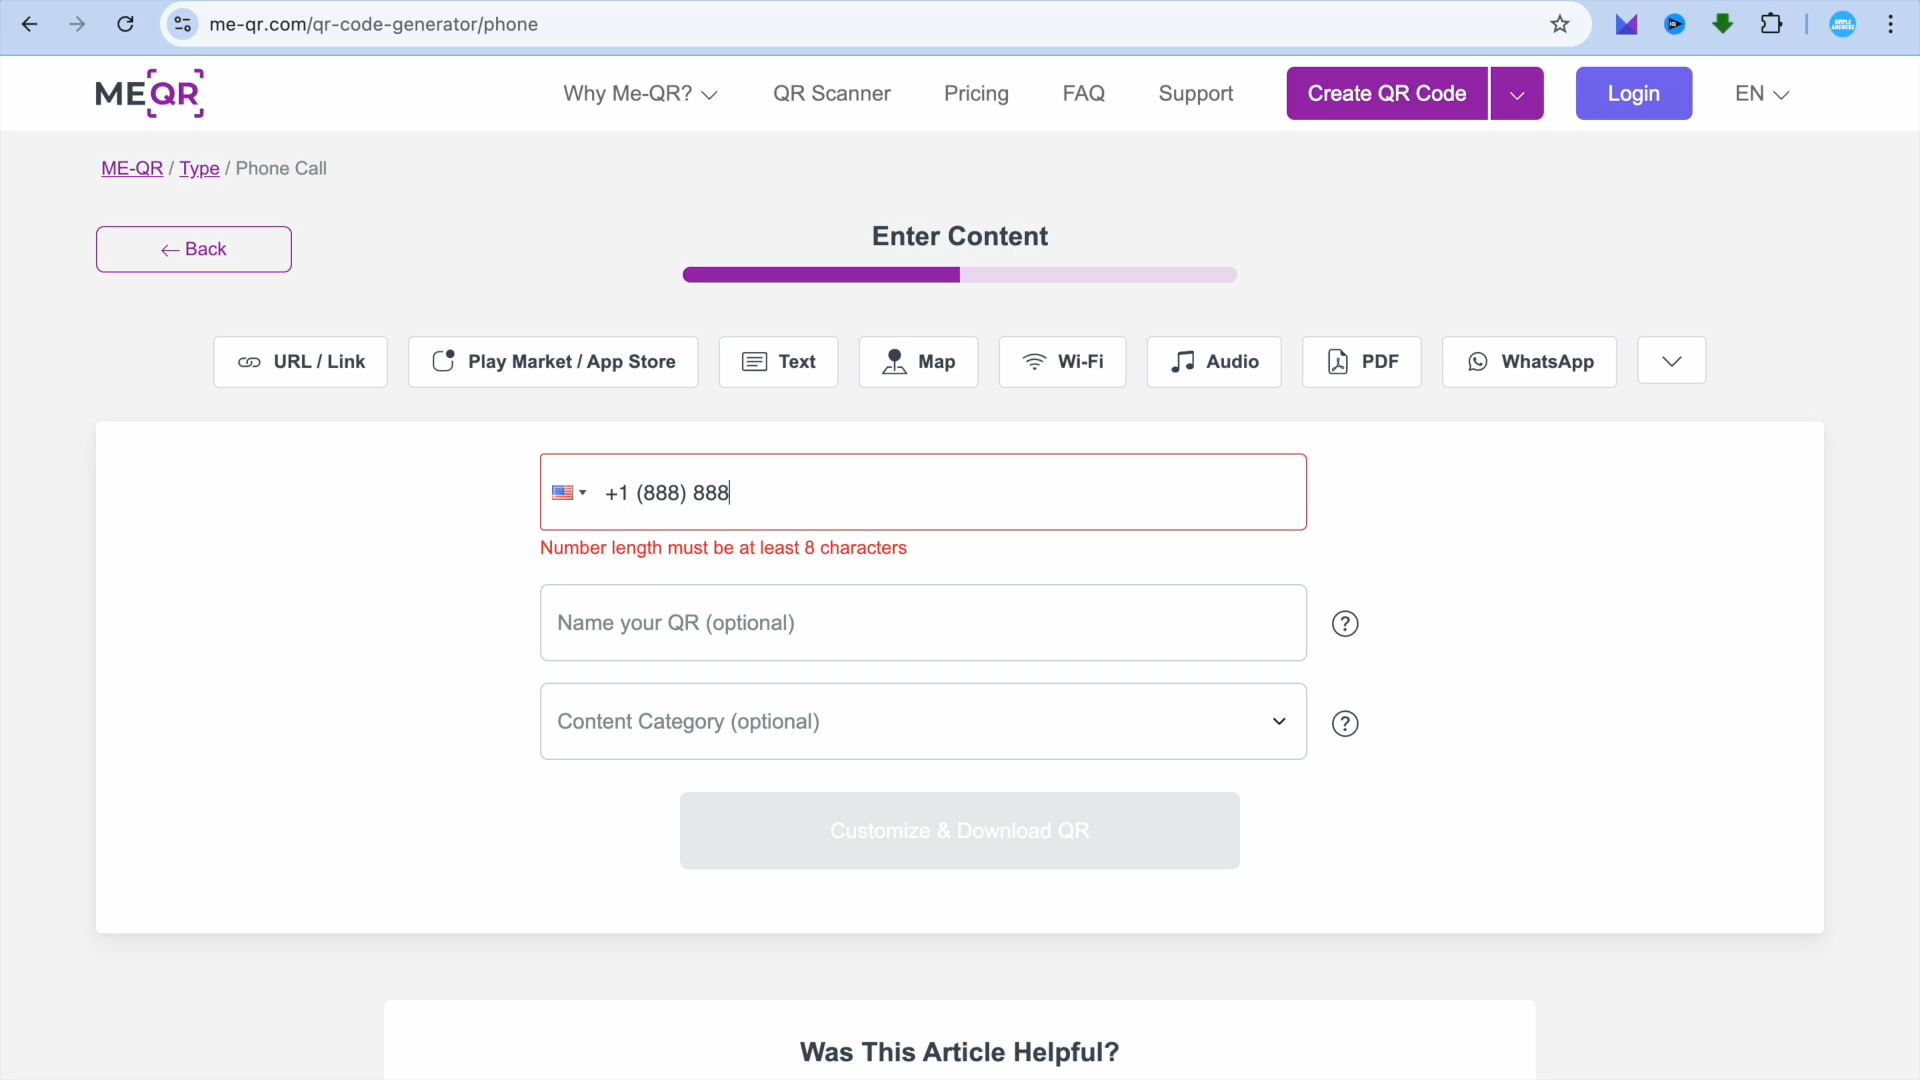 me-qr.com/qr-code-generator/phone
SIMPLE ANSWERS
MEQR
Why Me-QR?
QR Scanner
Pricing
FAQ
Support
Create QR Code
Login
EN
ME-QR / Type / Phone Call
← Back
Enter Content
URL / Link
Play Market / App Store
Text
Map
Wi-Fi
Audio
PDF
WhatsApp
+1 (888) 888
Number length must be at least 8 characters
Name your QR (optional)
?
Content Category (optional)
?
Customize & Download QR
Was This Article Helpful?